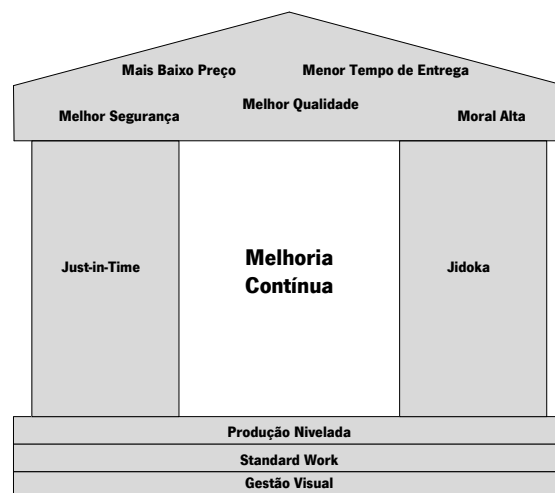 Mais Baixo Preço
Menor Tempo de Entrega
Melhor Qualidade
Melhor Segurança
Moral Alta
Just-in-Time
Melhoria
Contínua
Jidoka
Produção Nivelada
Standard Work
Gestão Visual